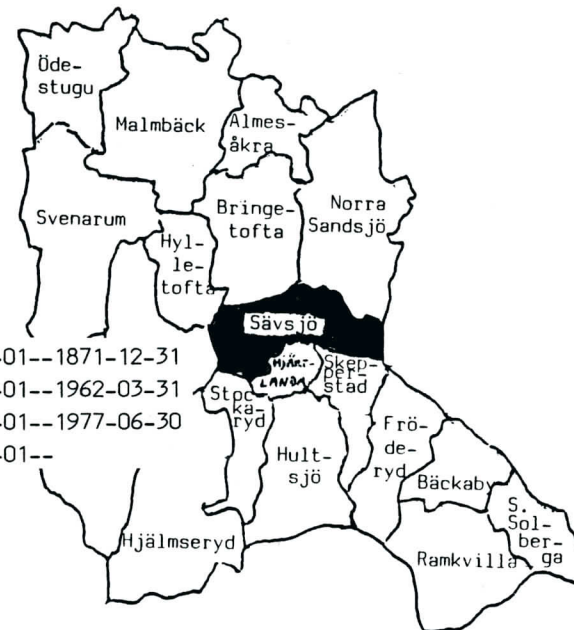 Öde-
stugu
Malmbäck
Almes-
åkra
Svenarum
Bringe-
tofta
Norra
Sandsjö
Hyl-
le-
tofta
Sävsjö
01--1871-12-31
01--1962-03-31
01--1977-06-30
01--
HJÄRT-
LANDA
Skep-
per-
stad
Stoc
ka-
ryd
Hult-
sjö
Frö-
de-
ryd
Bäckaby
S.
Sol-
ber-
ga
Hjälmseryd
Ramkvilla